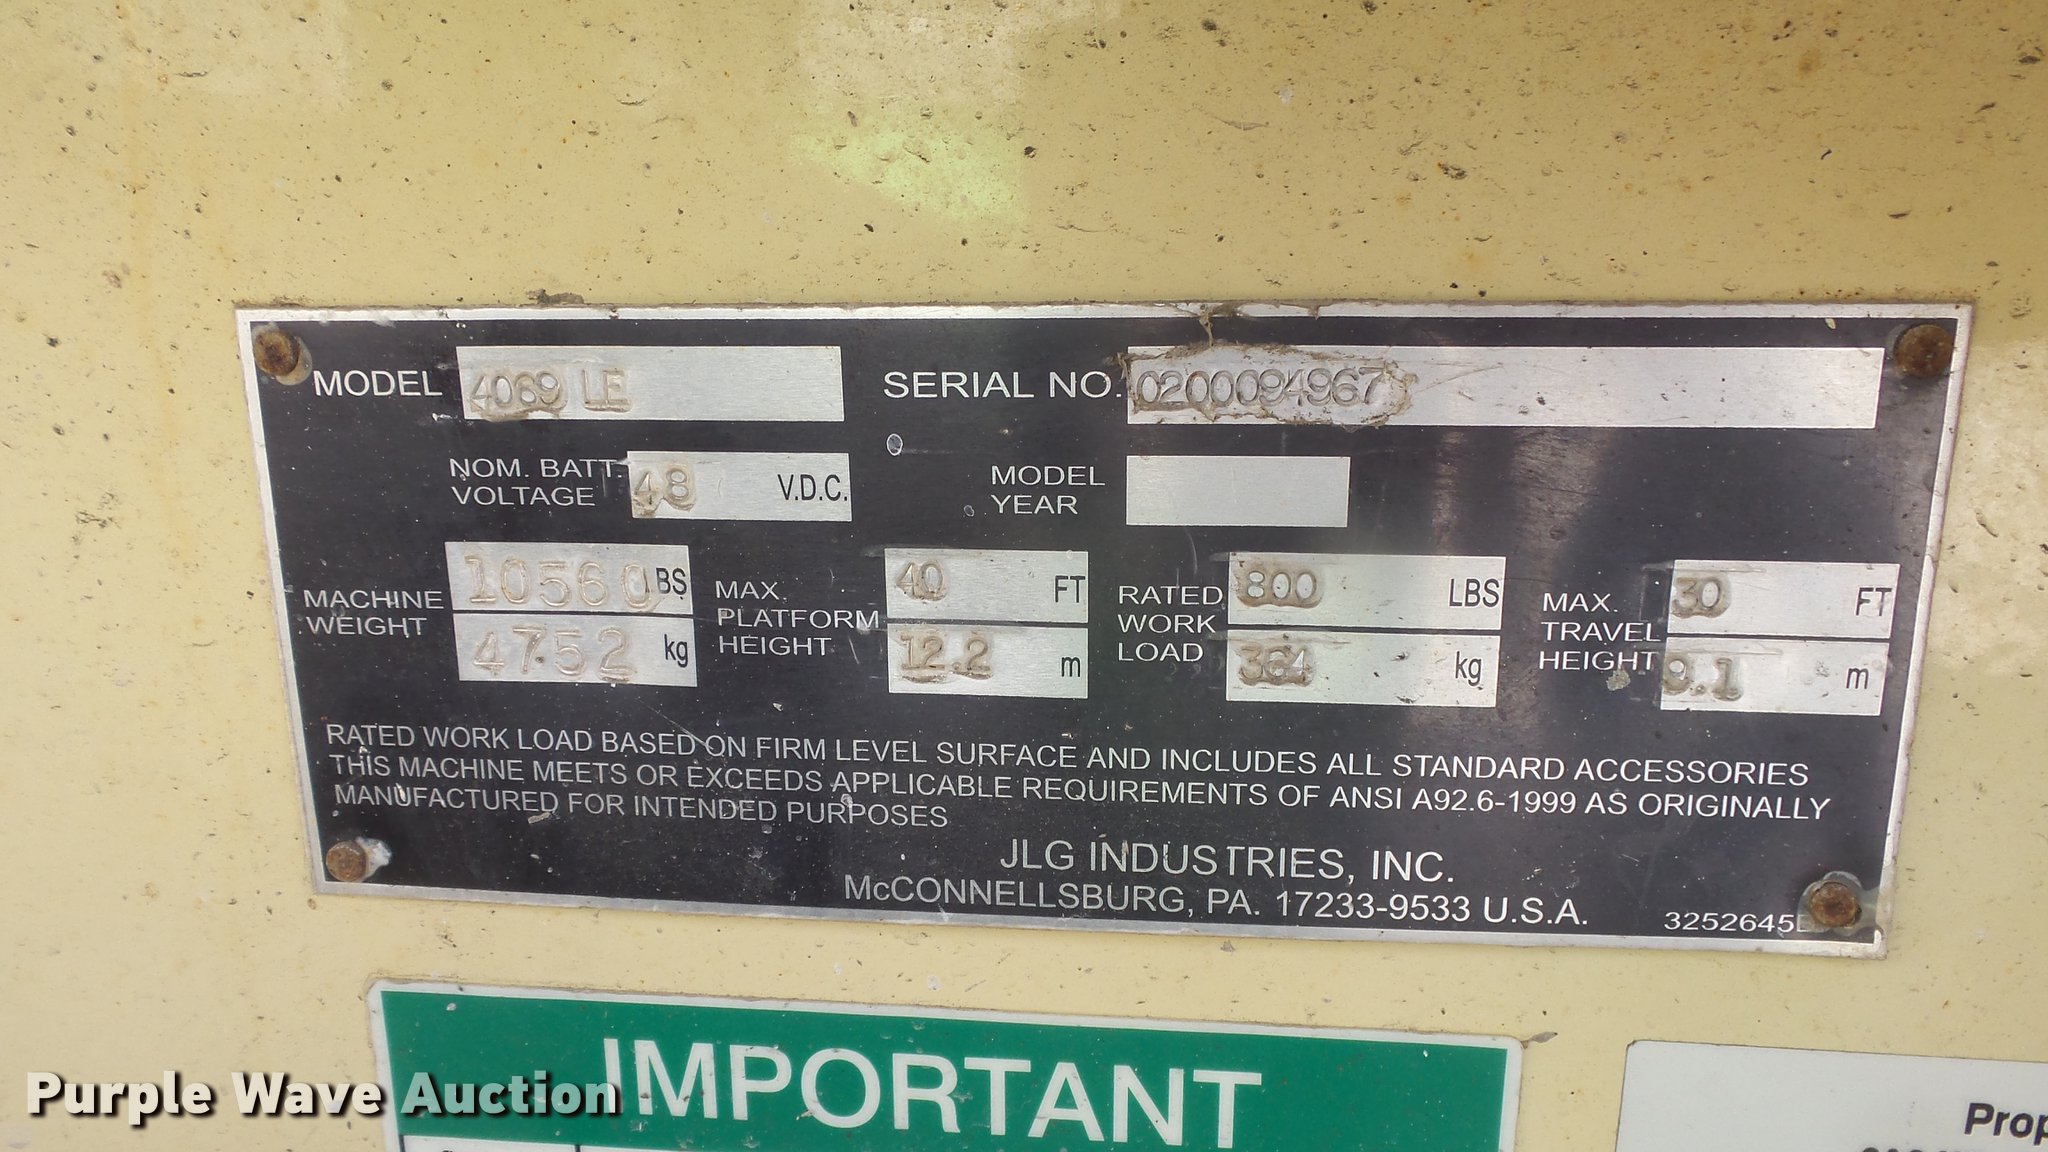 MODEL 4069 LE SERIAL NO. 0200094967
NOM. BATT. VOLTAGE 48 V.D.C. MODEL YEAR
MACHINE WEIGHT 10560 LBS 4752 kg
MAX. PLATFORM HEIGHT 40 FT 12.2 m
RATED WORK LOAD 800 LBS 364 kg
MAX. TRAVEL HEIGHT 30 FT 9.1 m
RATED WORK LOAD BASED ON FIRM LEVEL SURFACE AND INCLUDES ALL STANDARD ACCESSORIES
THIS MACHINE MEETS OR EXCEEDS APPLICABLE REQUIREMENTS OF ANSI A92.6-1999 AS ORIGINALLY
MANUFACTURED FOR INTENDED PURPOSES
JLG INDUSTRIES, INC.
McCONNELLSBURG, PA. 17233-9533 U.S.A.
3252645
IMPORTANT
Purple Wave Auction
Prop